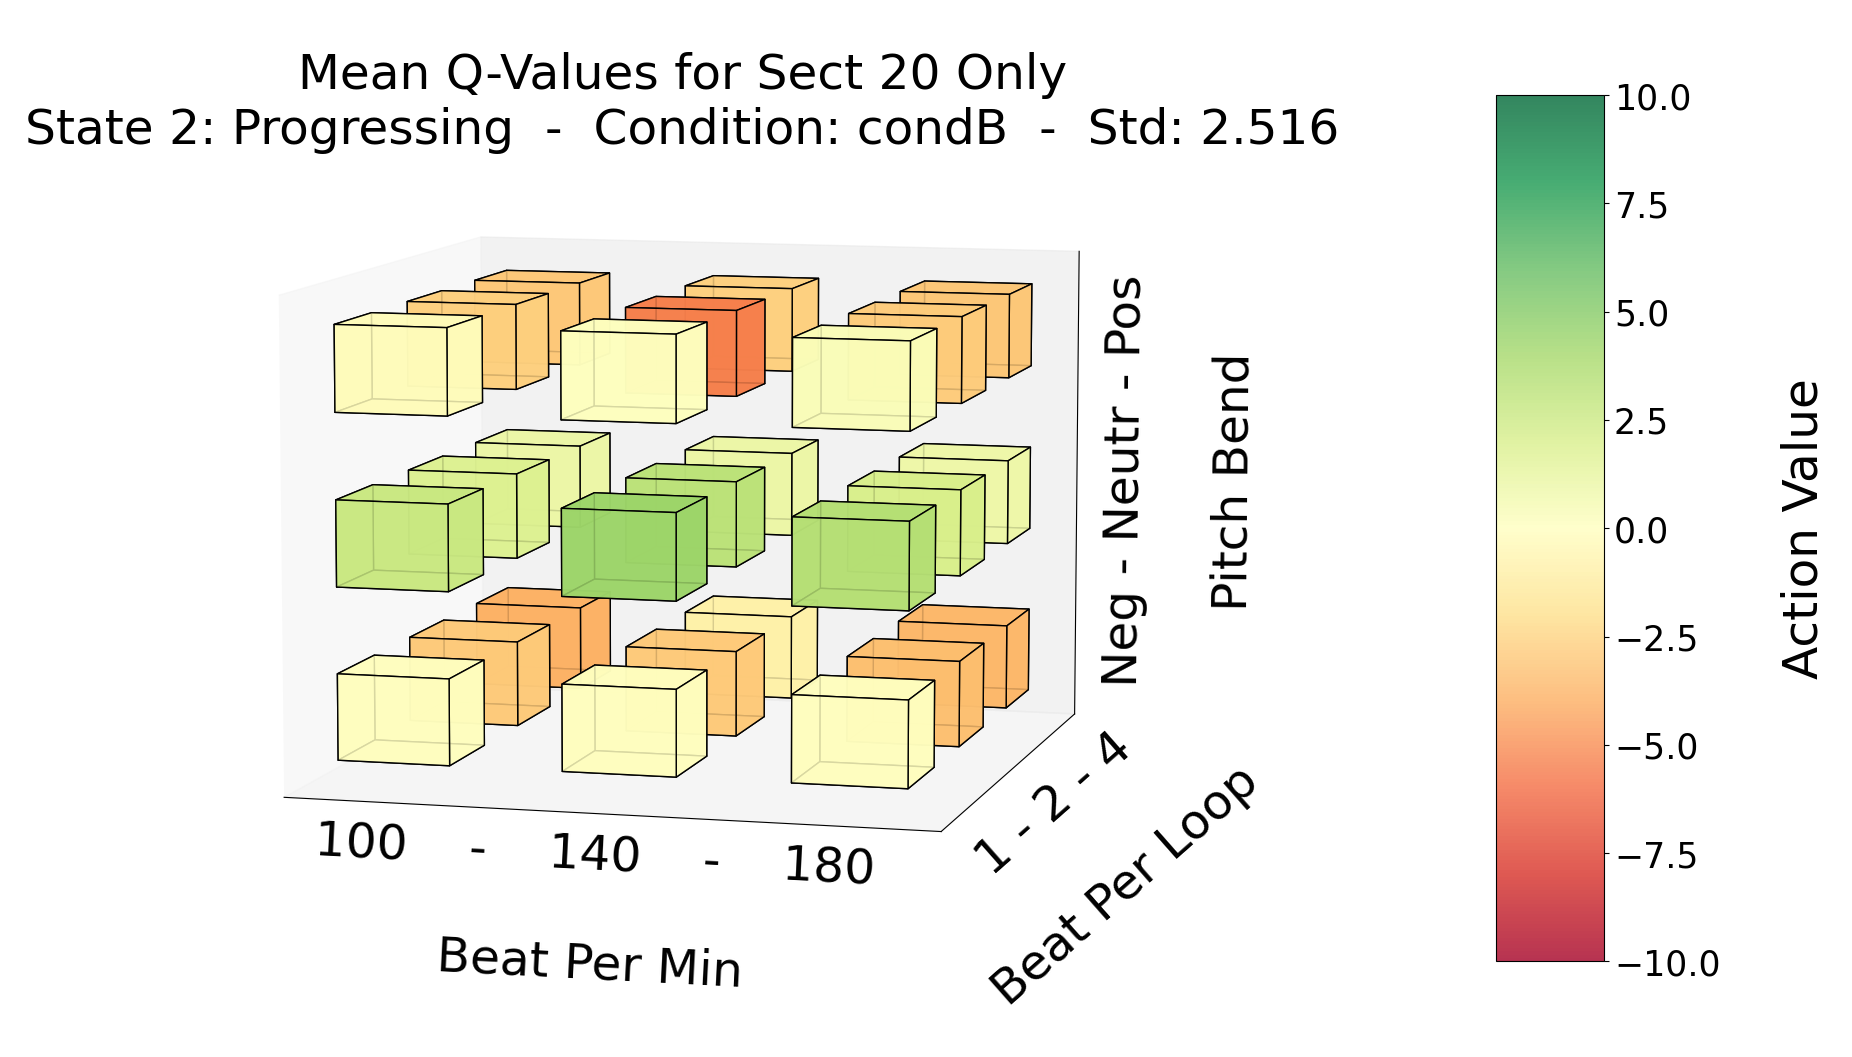 Mean Q-Values for Sect 20 Only
State 2: Progressing - Condition: condB - Std: 2.516
Neg - Neutr - Pos
Pitch Bend
1 - 2 - 4
Beat Per Loop
100 - 140 - 180
Beat Per Min
10.0
7.5
5.0
2.5
0.0
−2.5
−5.0
−7.5
−10.0
Action Value